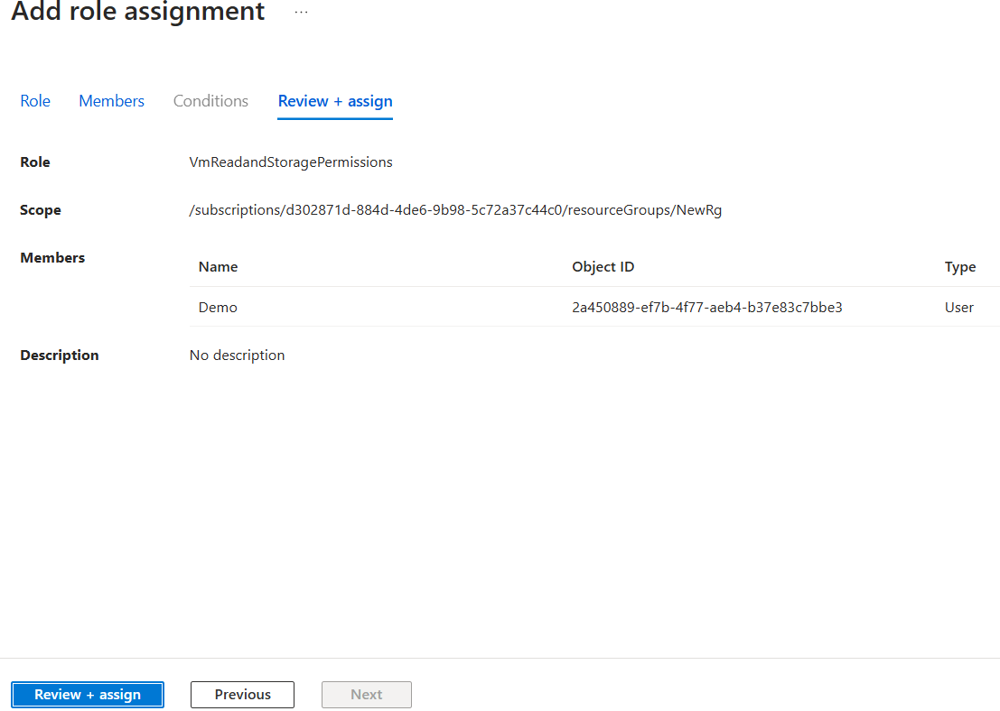 Add role assignment ...
Role Members Conditions Review + assign
Role VmReadandStoragePermissions
Scope /subscriptions/d302871d-884d-4de6-9b98-5c72a37c44c0/resourceGroups/NewRg
Members
Name Object ID Type
Demo 2a450889-ef7b-4f77-aeb4-b37e83c7bbe3 User
Description No description
Review + assign Previous Next